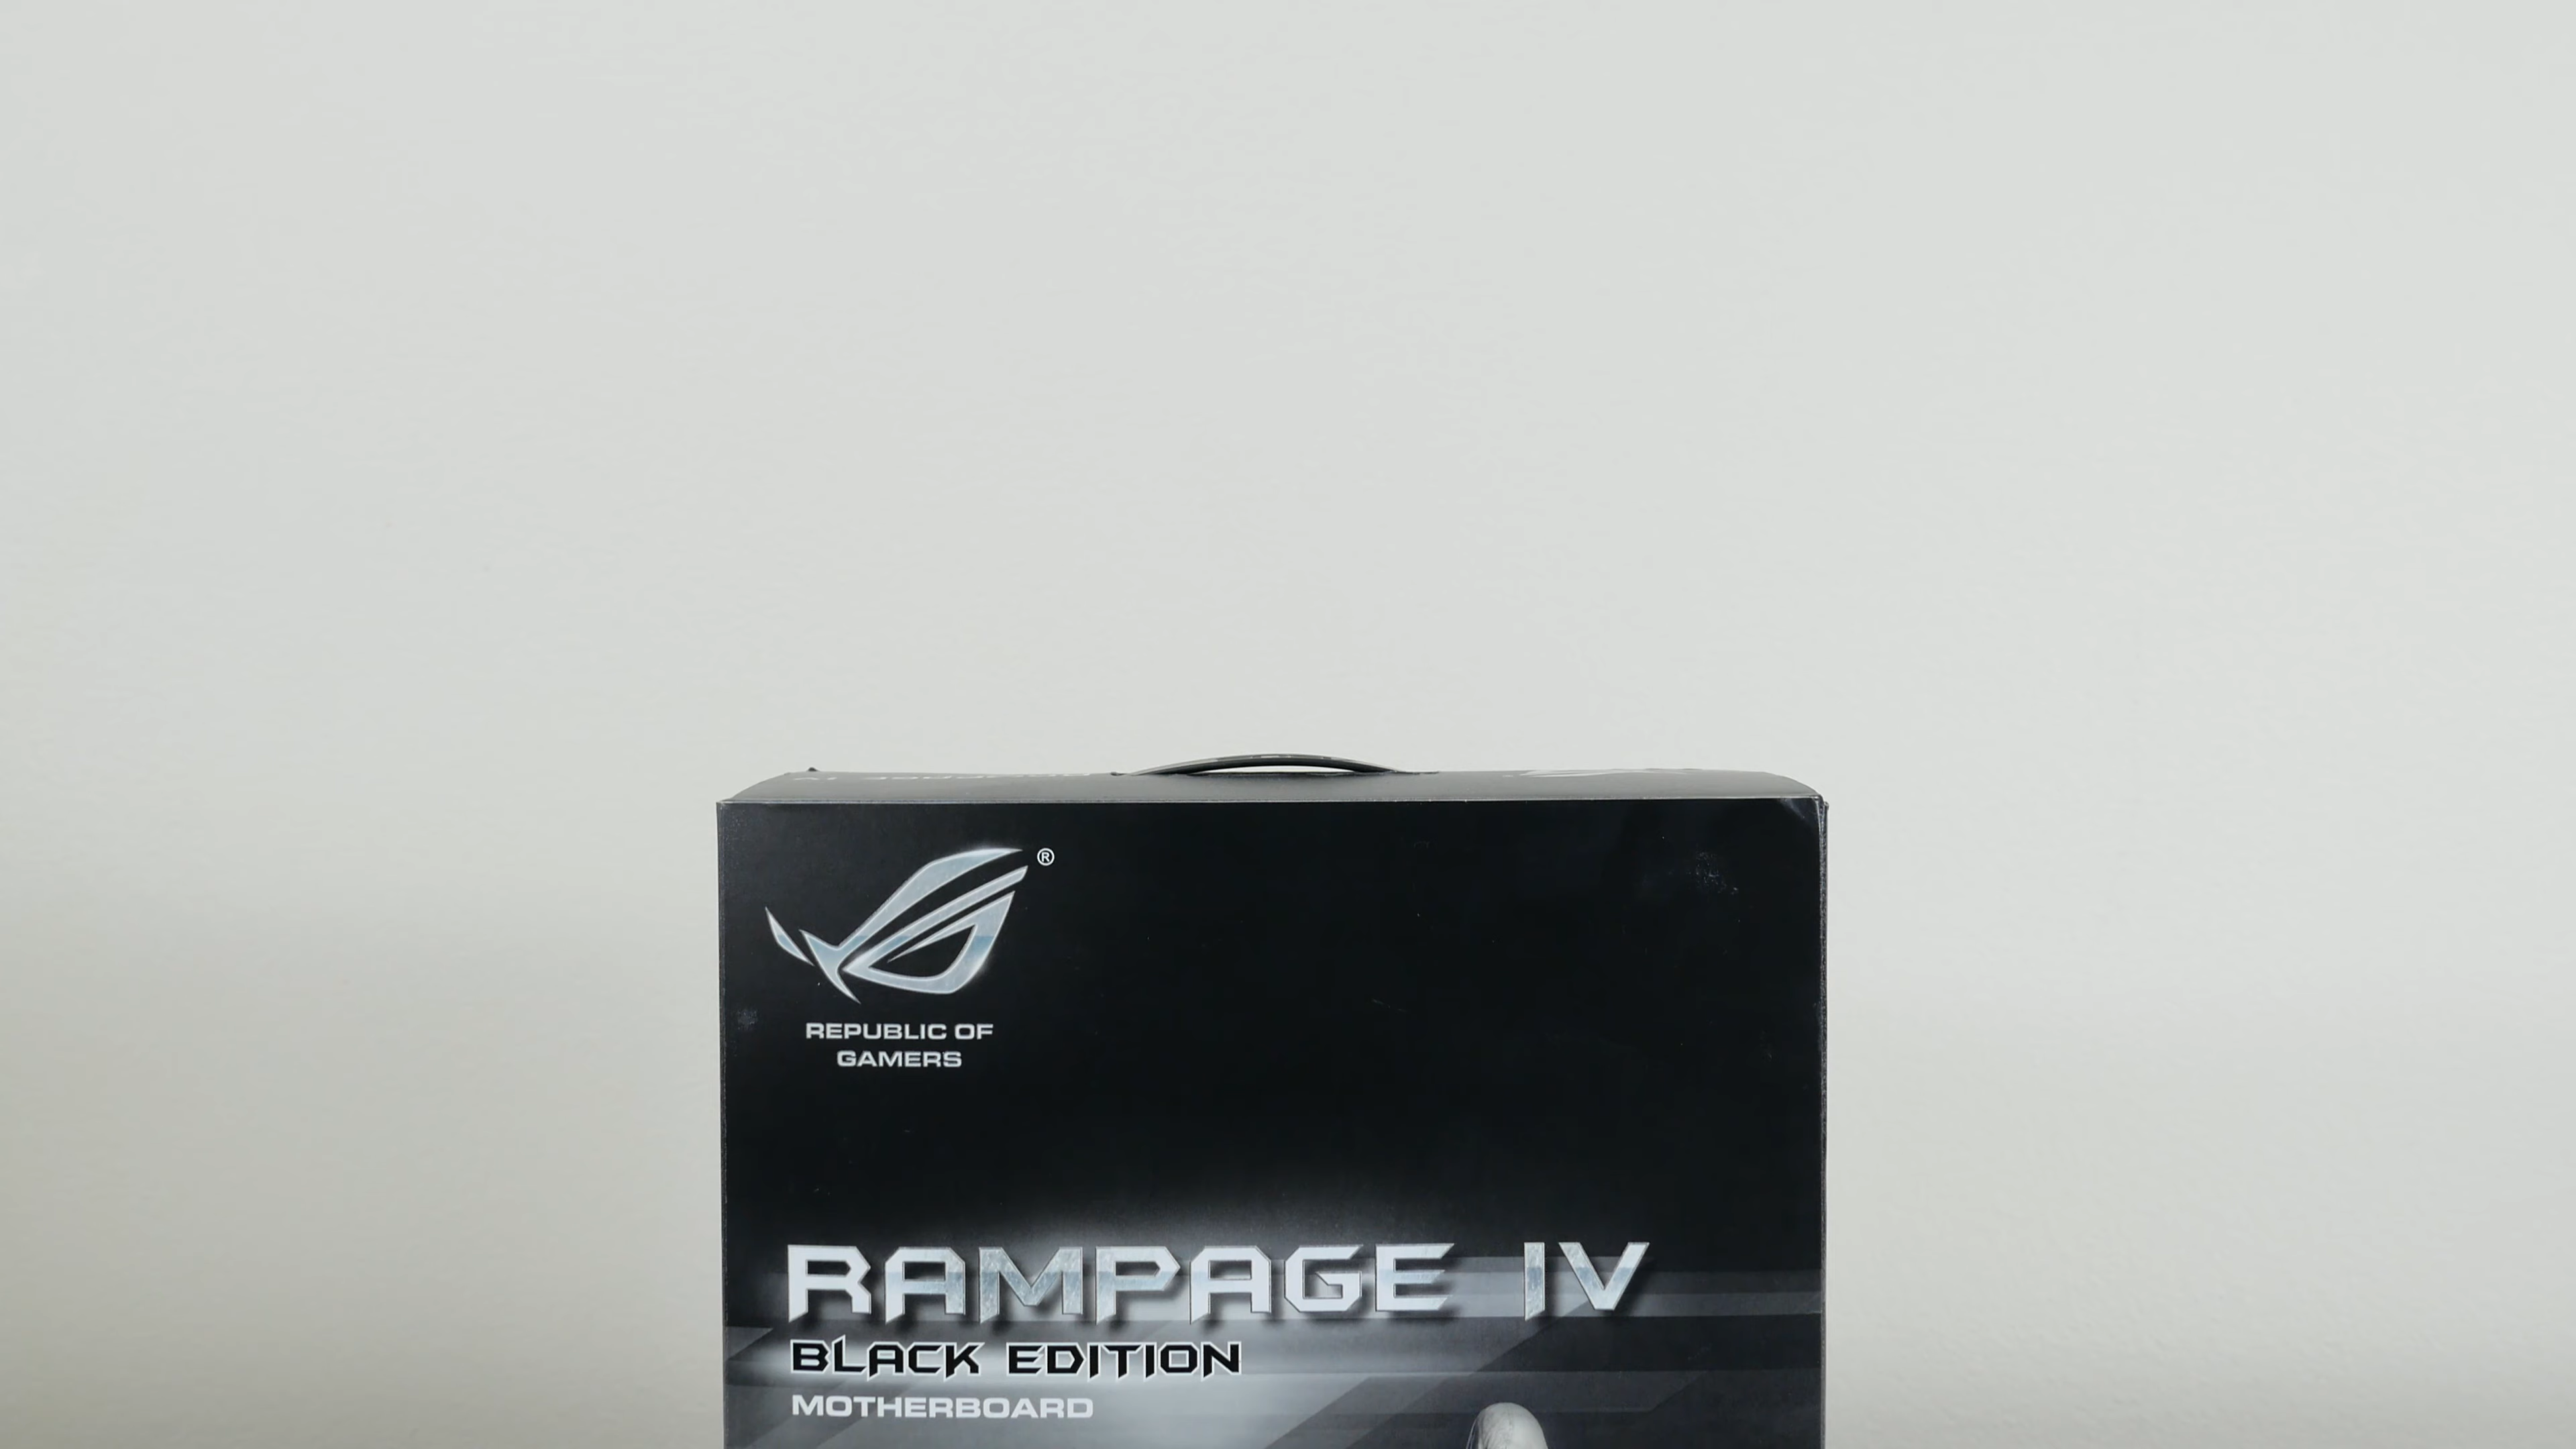 ®
REPUBLIC OF
GAMERS
RAMPAGE IV
BLACK EDITION
MOTHERBOARD